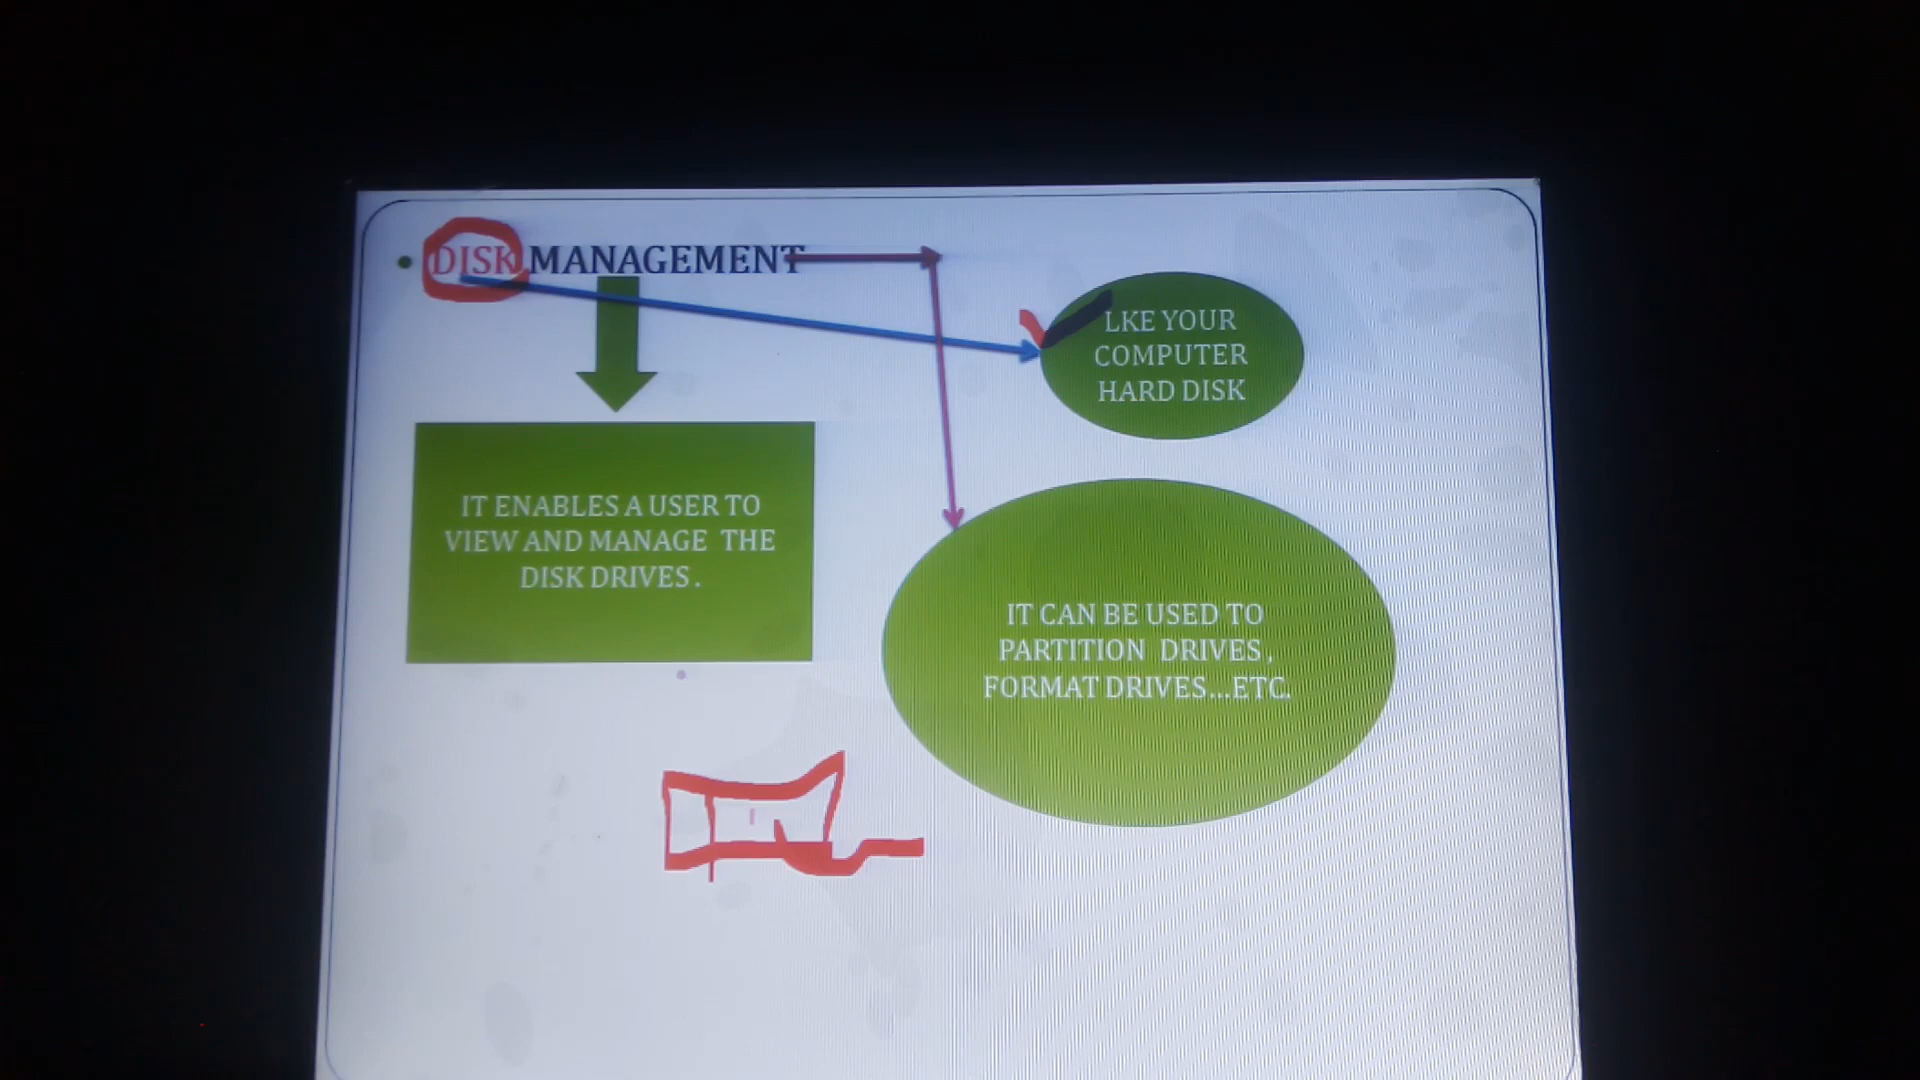 DISK MANAGEMENT
LKE YOUR
COMPUTER
HARD DISK
IT ENABLES A USER TO
VIEW AND MANAGE THE
DISK DRIVES .
IT CAN BE USED TO
PARTITION DRIVES ,
FORMAT DRIVES...ETC.